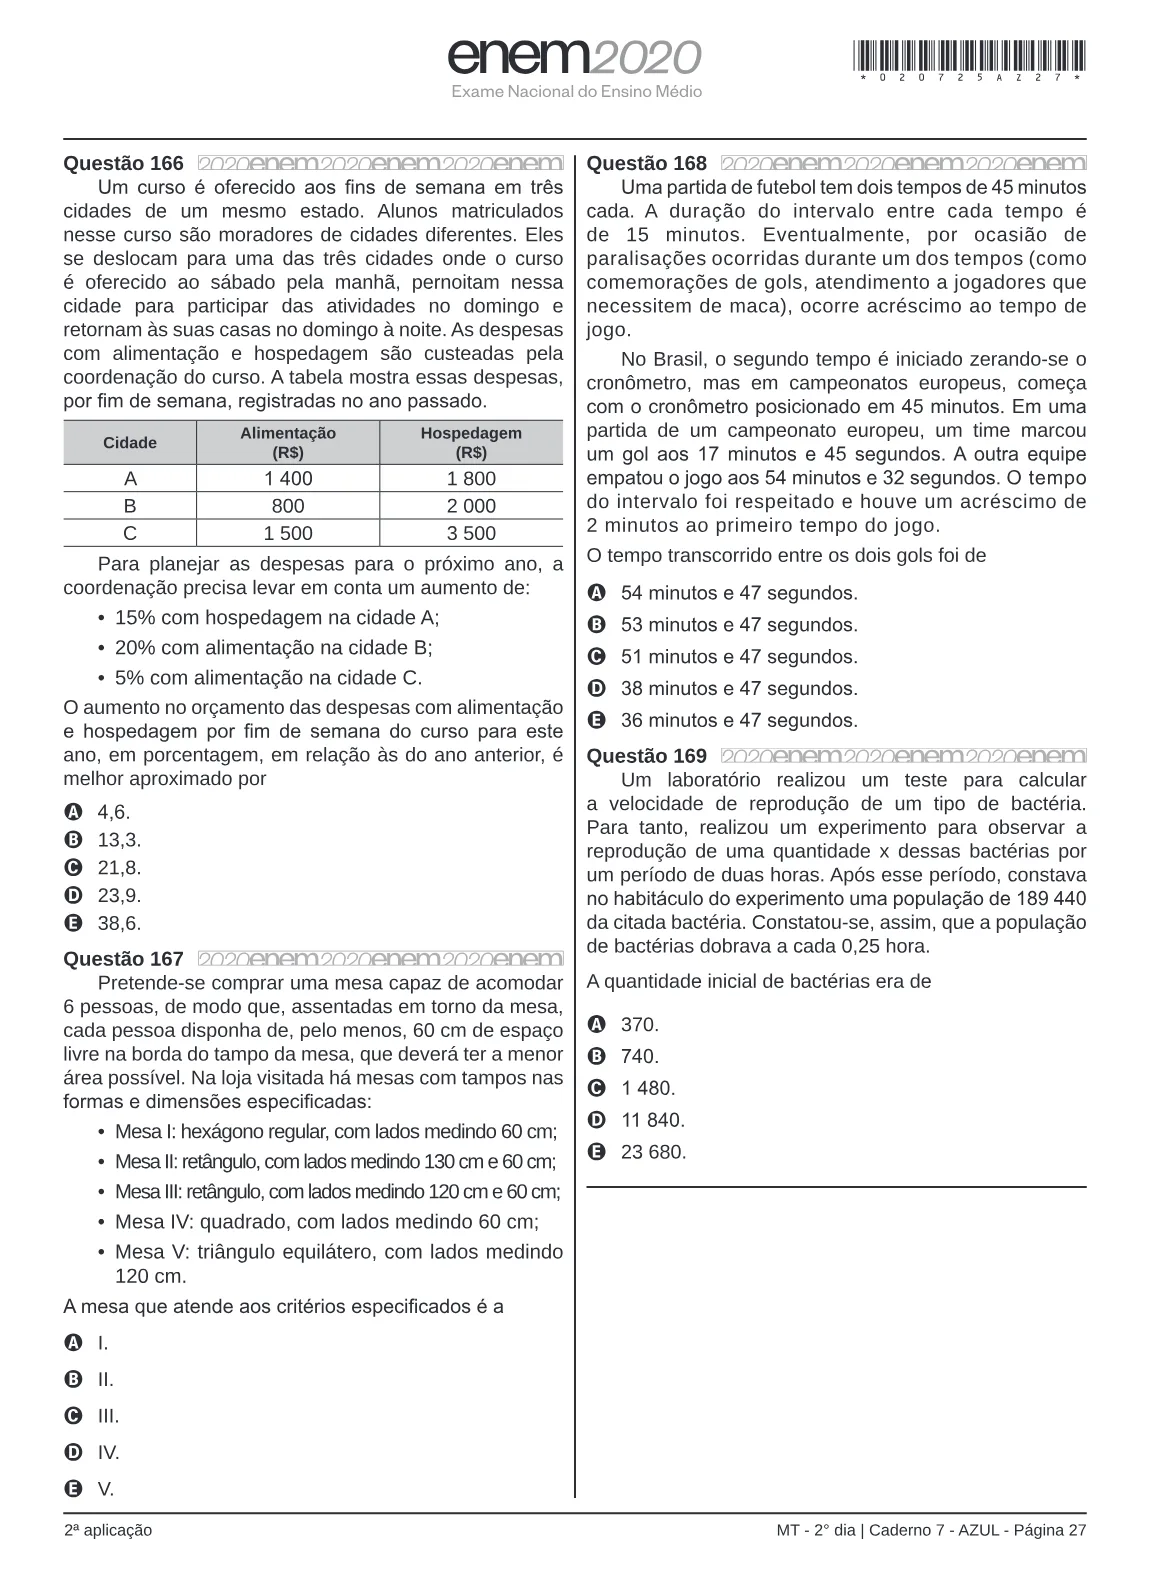 enem2020
Exame Nacional do Ensino Médio
*020725AZ27*
Questão 166 2020enem2020enem2020enem
Um curso é oferecido aos fins de semana em três
cidades de um mesmo estado. Alunos matriculados
nesse curso são moradores de cidades diferentes. Eles
se deslocam para uma das três cidades onde o curso
é oferecido ao sábado pela manhã, pernoitam nessa
cidade para participar das atividades no domingo e
retornam às suas casas no domingo à noite. As despesas
com alimentação e hospedagem são custeadas pela
coordenação do curso. A tabela mostra essas despesas,
por fim de semana, registradas no ano passado.
Cidade Alimentação (R$) Hospedagem (R$)
A 1 400 1 800
B 800 2 000
C 1 500 3 500
Para planejar as despesas para o próximo ano, a
coordenação precisa levar em conta um aumento de:
• 15% com hospedagem na cidade A;
• 20% com alimentação na cidade B;
• 5% com alimentação na cidade C.
O aumento no orçamento das despesas com alimentação
e hospedagem por fim de semana do curso para este
ano, em porcentagem, em relação às do ano anterior, é
melhor aproximado por
A 4,6.
B 13,3.
C 21,8.
D 23,9.
E 38,6.
Questão 167 2020enem2020enem2020enem
Pretende-se comprar uma mesa capaz de acomodar
6 pessoas, de modo que, assentadas em torno da mesa,
cada pessoa disponha de, pelo menos, 60 cm de espaço
livre na borda do tampo da mesa, que deverá ter a menor
área possível. Na loja visitada há mesas com tampos nas
formas e dimensões especificadas:
• Mesa I: hexágono regular, com lados medindo 60 cm;
• Mesa II: retângulo, com lados medindo 130 cm e 60 cm;
• Mesa III: retângulo, com lados medindo 120 cm e 60 cm;
• Mesa IV: quadrado, com lados medindo 60 cm;
• Mesa V: triângulo equilátero, com lados medindo
120 cm.
A mesa que atende aos critérios especificados é a
A I.
B II.
C III.
D IV.
E V.
Questão 168 2020enem2020enem2020enem
Uma partida de futebol tem dois tempos de 45 minutos
cada. A duração do intervalo entre cada tempo é
de 15 minutos. Eventualmente, por ocasião de
paralisações ocorridas durante um dos tempos (como
comemorações de gols, atendimento a jogadores que
necessitem de maca), ocorre acréscimo ao tempo de
jogo.
No Brasil, o segundo tempo é iniciado zerando-se o
cronômetro, mas em campeonatos europeus, começa
com o cronômetro posicionado em 45 minutos. Em uma
partida de um campeonato europeu, um time marcou
um gol aos 17 minutos e 45 segundos. A outra equipe
empatou o jogo aos 54 minutos e 32 segundos. O tempo
do intervalo foi respeitado e houve um acréscimo de
2 minutos ao primeiro tempo do jogo.
O tempo transcorrido entre os dois gols foi de
A 54 minutos e 47 segundos.
B 53 minutos e 47 segundos.
C 51 minutos e 47 segundos.
D 38 minutos e 47 segundos.
E 36 minutos e 47 segundos.
Questão 169 2020enem2020enem2020enem
Um laboratório realizou um teste para calcular
a velocidade de reprodução de um tipo de bactéria.
Para tanto, realizou um experimento para observar a
reprodução de uma quantidade x dessas bactérias por
um período de duas horas. Após esse período, constava
no habitáculo do experimento uma população de 189 440
da citada bactéria. Constatou-se, assim, que a população
de bactérias dobrava a cada 0,25 hora.
A quantidade inicial de bactérias era de
A 370.
B 740.
C 1 480.
D 11 840.
E 23 680.
2ª aplicação
MT - 2° dia | Caderno 7 - AZUL - Página 27